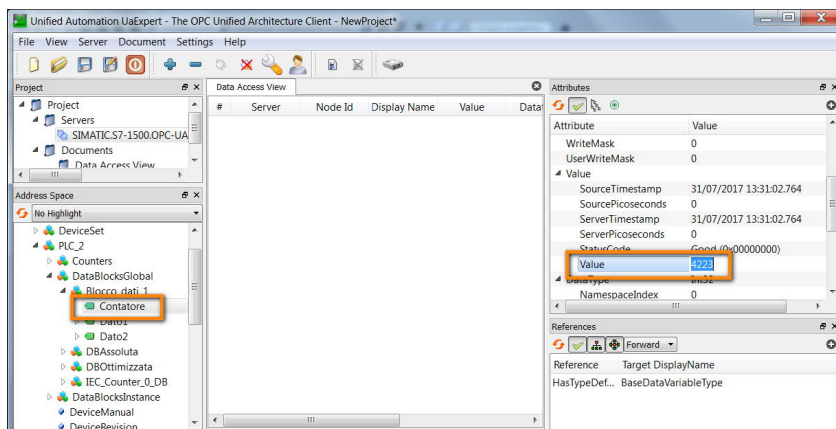 Unified Automation UaExpert - The OPC Unified Architecture Client - NewProject*
File View Server Document Settings Help
Project
Project
Servers
SIMATIC.S7-1500.OPC-UA
Documents
Data Access View
Address Space
No Highlight
DeviceSet
PLC_2
Counters
DataBlocksGlobal
Blocco_dati_1
Contatore
Dato1
Dato2
DBAssoluta
DBOttimizzata
IEC_Counter_0_DB
DataBlocksInstance
DeviceManual
DeviceRevision
Data Access View
# Server Node Id Display Name Value Datat
Attributes
Attribute Value
WriteMask 0
UserWriteMask 0
Value
SourceTimestamp 31/07/2017 13:31:02.764
SourcePicoseconds 0
ServerTimestamp 31/07/2017 13:31:02.764
ServerPicoseconds 0
StatusCode Good (0x00000000)
Value 4223
DataType Int32
NamespaceIndex 0
References
Forward
Reference Target DisplayName
HasTypeDef... BaseDataVariableType